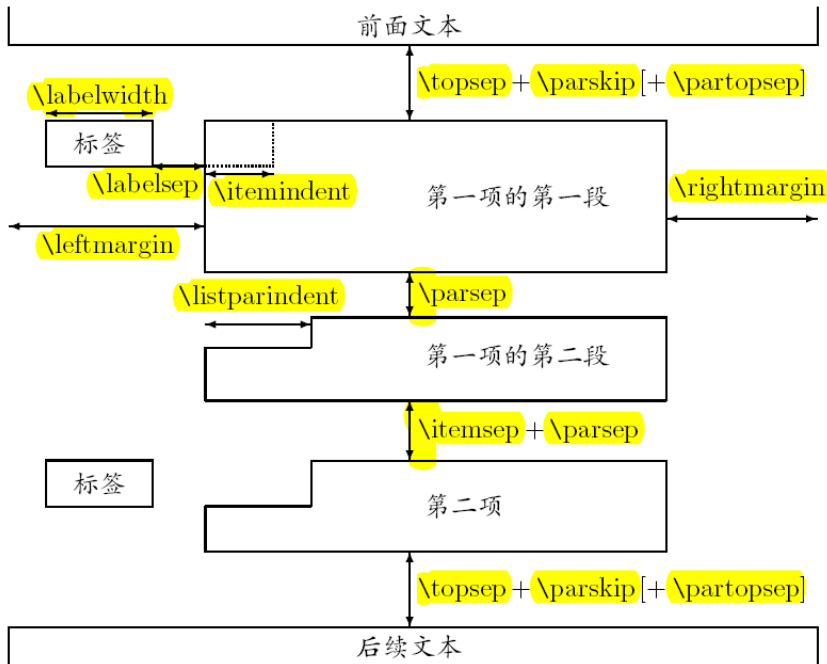 前面文本
\topsep+\parskip[+\partopsep]
\labelwidth
标签
\labelsep
\itemindent
第一项的第一段
\rightmargin
\leftmargin
\listparindent
\parsep
第一项的第二段
\itemsep+\parsep
标签
第二项
\topsep+\parskip[+\partopsep]
后续文本